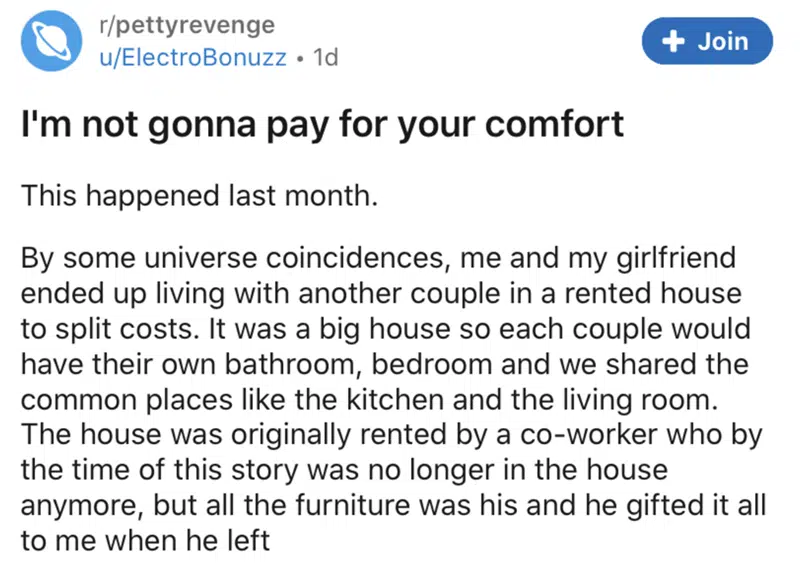 r/pettyrevenge
u/ElectroBonuzz • 1d
+ Join
I'm not gonna pay for your comfort
This happened last month.
By some universe coincidences, me and my girlfriend
ended up living with another couple in a rented house
to split costs. It was a big house so each couple would
have their own bathroom, bedroom and we shared the
common places like the kitchen and the living room.
The house was originally rented by a co-worker who by
the time of this story was no longer in the house
anymore, but all the furniture was his and he gifted it all
to me when he left